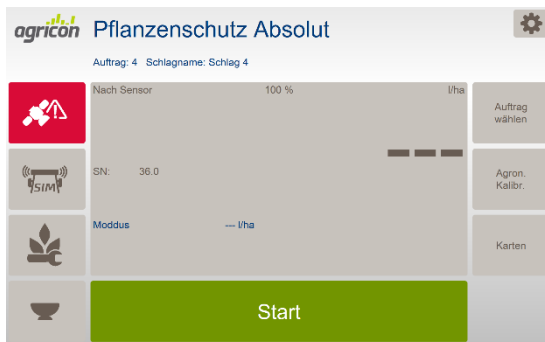 agricon
Pflanzenschutz Absolut
Auftrag: 4 Schlagname: Schlag 4
Nach Sensor 100 % l/ha
Auftrag
wählen
--- 
SN: 36.0
SIM
Agron.
Kalibr.
Moddus --- l/ha
Karten
Start